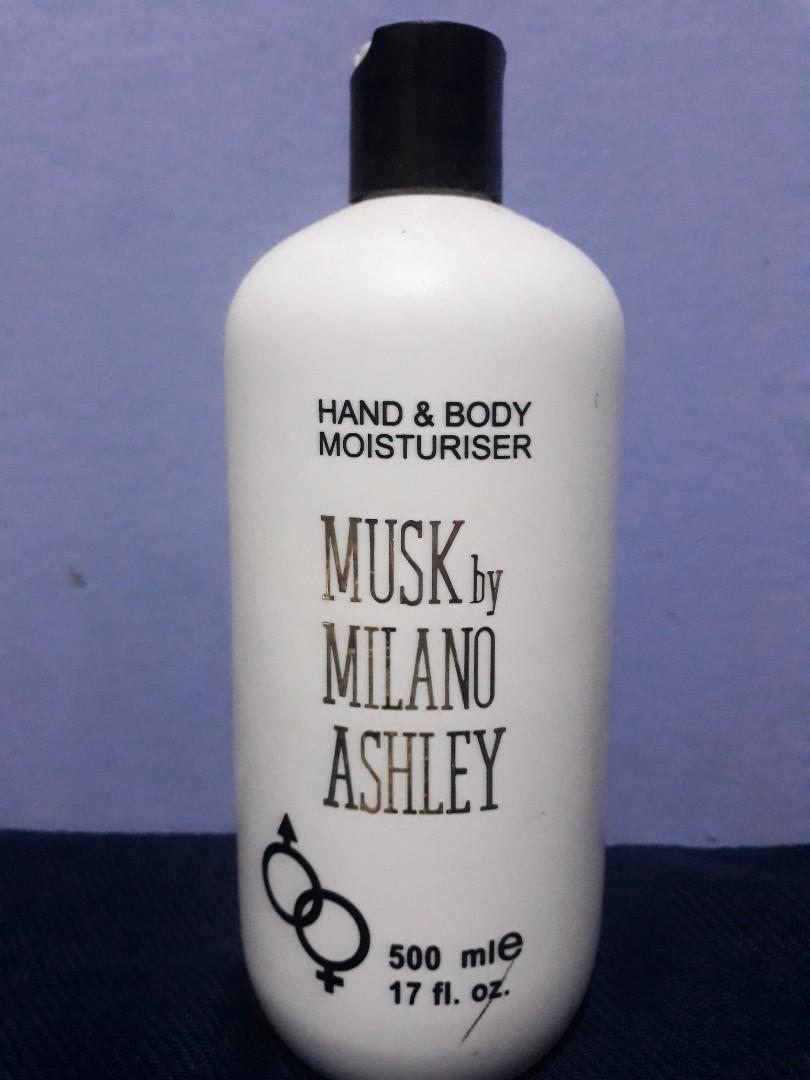 HAND & BODY
MOISTURISER
MUSK by
MILANO
ASHLEY
500 ml e
17 fl. oz.